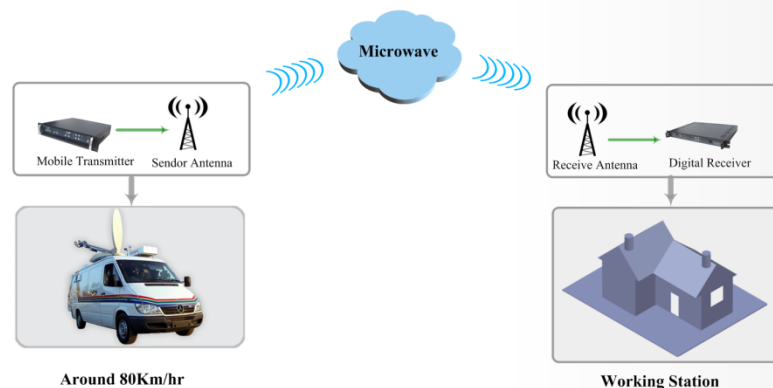 Microwave
Mobile Transmitter
Sendor Antenna
Receive Antenna
Digital Receiver
Around 80Km/hr
Working Station